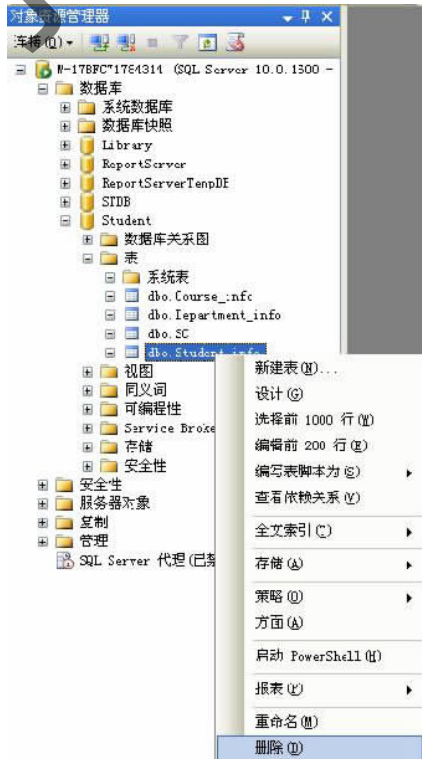 对象资源管理器
连接(O)
W-17BFC71764314 (SQL Server 10.0.1600 -
数据库
系统数据库
数据库快照
Library
ReportServer
ReportServerTempDB
STDB
Student
数据库关系图
表
系统表
dbo.Course_info
dbo.Department_info
dbo.SC
dbo.Student_info
视图
同义词
可编程性
Service Broke
存储
安全性
安全性
服务器对象
复制
管理
SQL Server 代理(已禁
新建表(N)...
设计(G)
选择前 1000 行(W)
编辑前 200 行(E)
编写表脚本为(S)
查看依赖关系(V)
全文索引(C)
存储(A)
策略(O)
方面(A)
启动 PowerShell(H)
报表(P)
重命名(M)
删除(D)